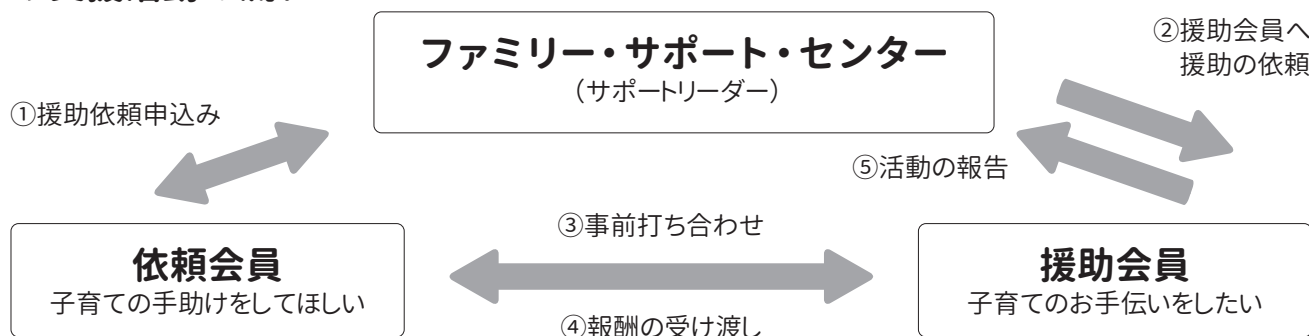 ファミリー・サポート・センター
（サポートリーダー）
②援助会員へ
援助の依頼
①援助依頼申込み
⑤活動の報告
③事前打ち合わせ
依頼会員
子育ての手助けをしてほしい
援助会員
子育てのお手伝いをしたい
④報酬の受け渡し